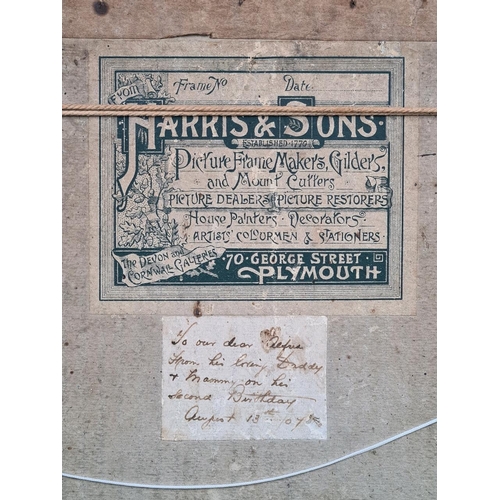 From
Frame No Date
HARRIS & SONS.
ESTABLISHED 1770
Picture Frame Makers, Gilders,
and Mount Cutters
PICTURE DEALERS PICTURE RESTORERS
House Painters · Decorators
ARTISTS' COLOURMEN & STATIONERS.
THE DEVON AND
CORNWALL GALLERIES
·70· GEORGE STREET·
PLYMOUTH
To our dear
from his loving Daddy
& Mammy on his
Second Birthday
August 13th 07